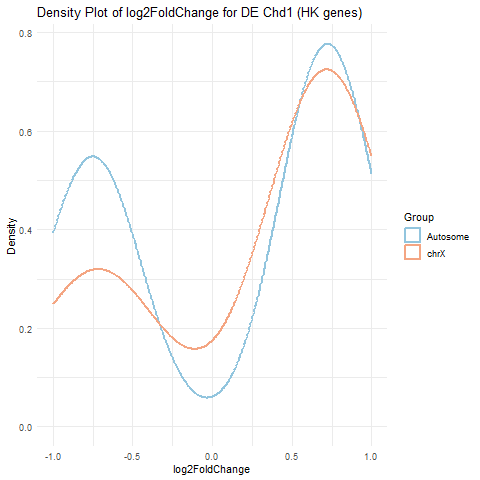 Density Plot of log2FoldChange for DE Chd1 (HK genes)
0.8
0.6
0.4
0.2
0.0
Density
-1.0
-0.5
0.0
0.5
1.0
log2FoldChange
Group
Autosome
chrX